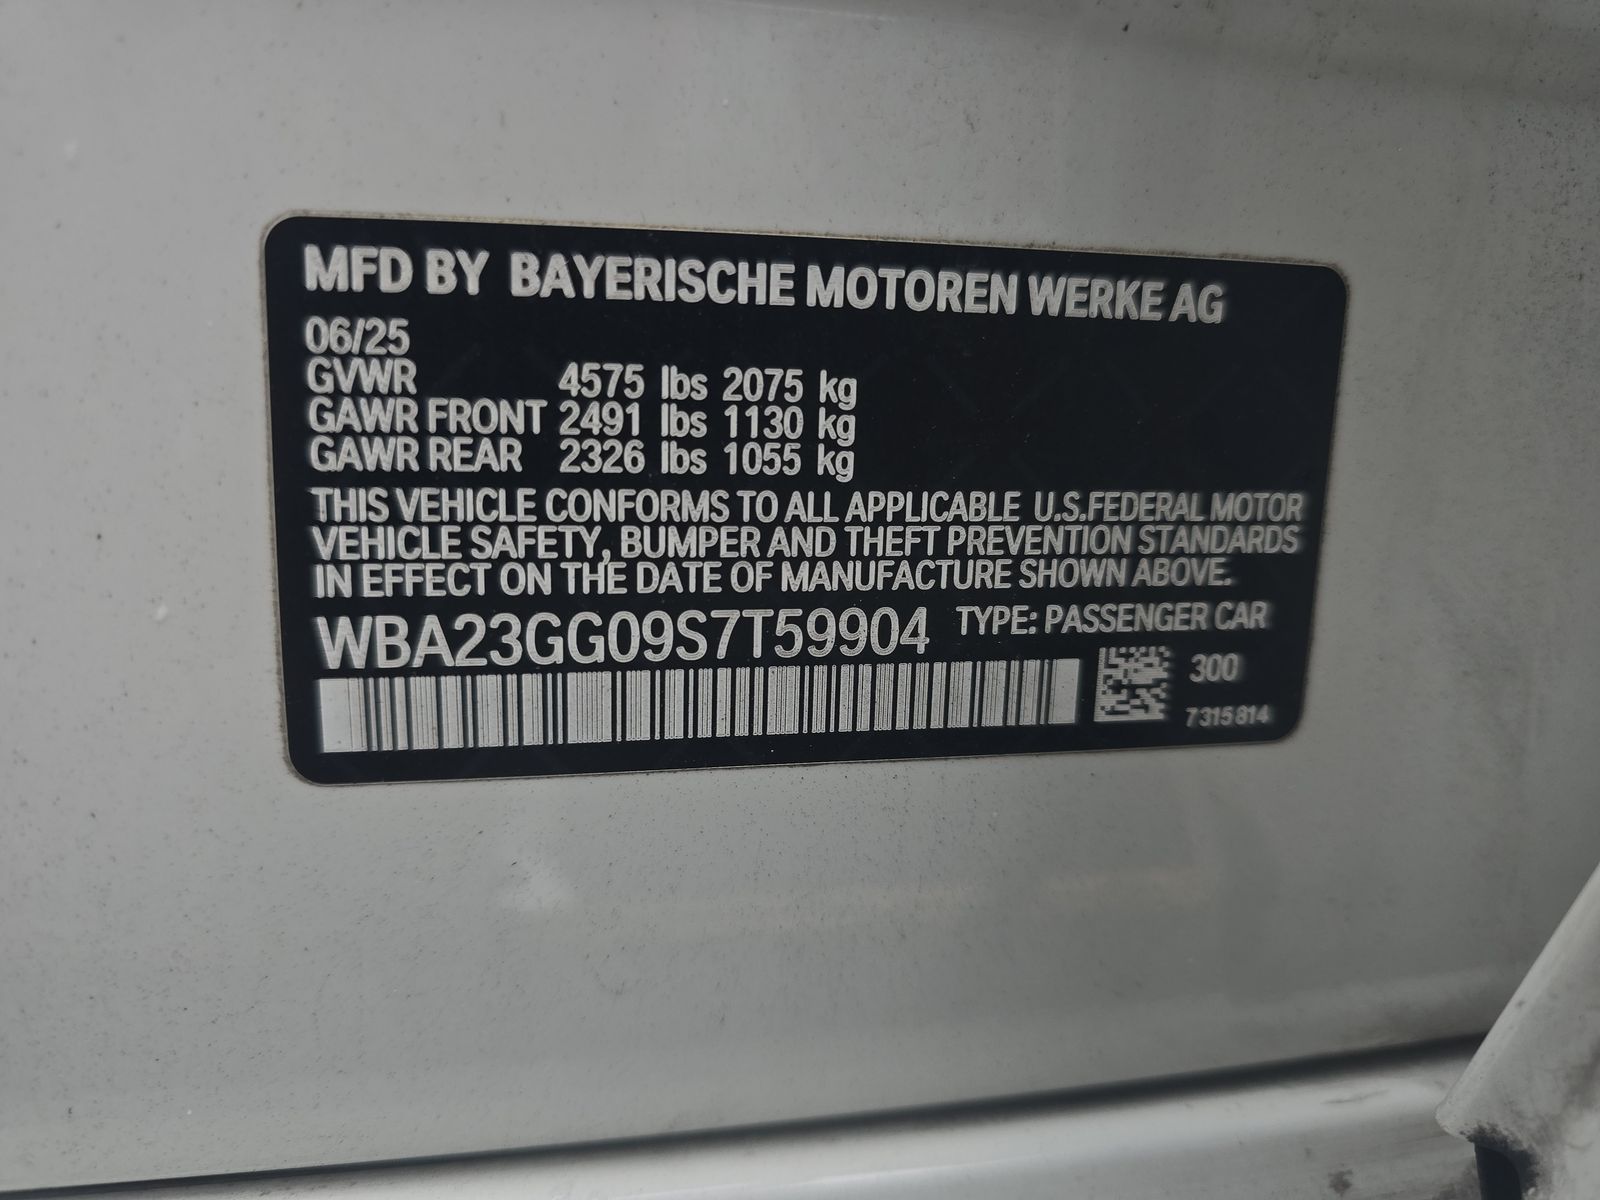 MFD BY BAYERISCHE MOTOREN WERKE AG
06/25
GVWR 4575 lbs 2075 kg
GAWR FRONT 2491 lbs 1130 kg
GAWR REAR 2326 lbs 1055 kg
THIS VEHICLE CONFORMS TO ALL APPLICABLE U.S.FEDERAL MOTOR
VEHICLE SAFETY, BUMPER AND THEFT PREVENTION STANDARDS
IN EFFECT ON THE DATE OF MANUFACTURE SHOWN ABOVE.
WBA23GG09S7T59904 TYPE: PASSENGER CAR
300
7315814